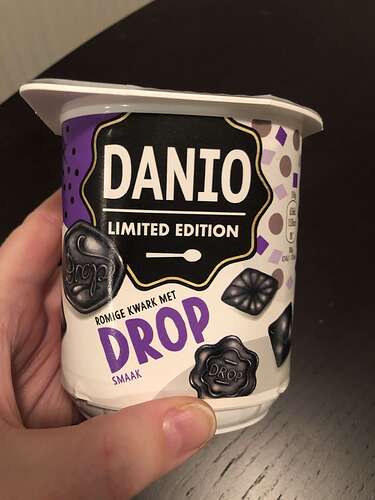 DANIO
LIMITED EDITION
Drop
ROMIGE KWARK MET
DROP
SMAAK
DROP